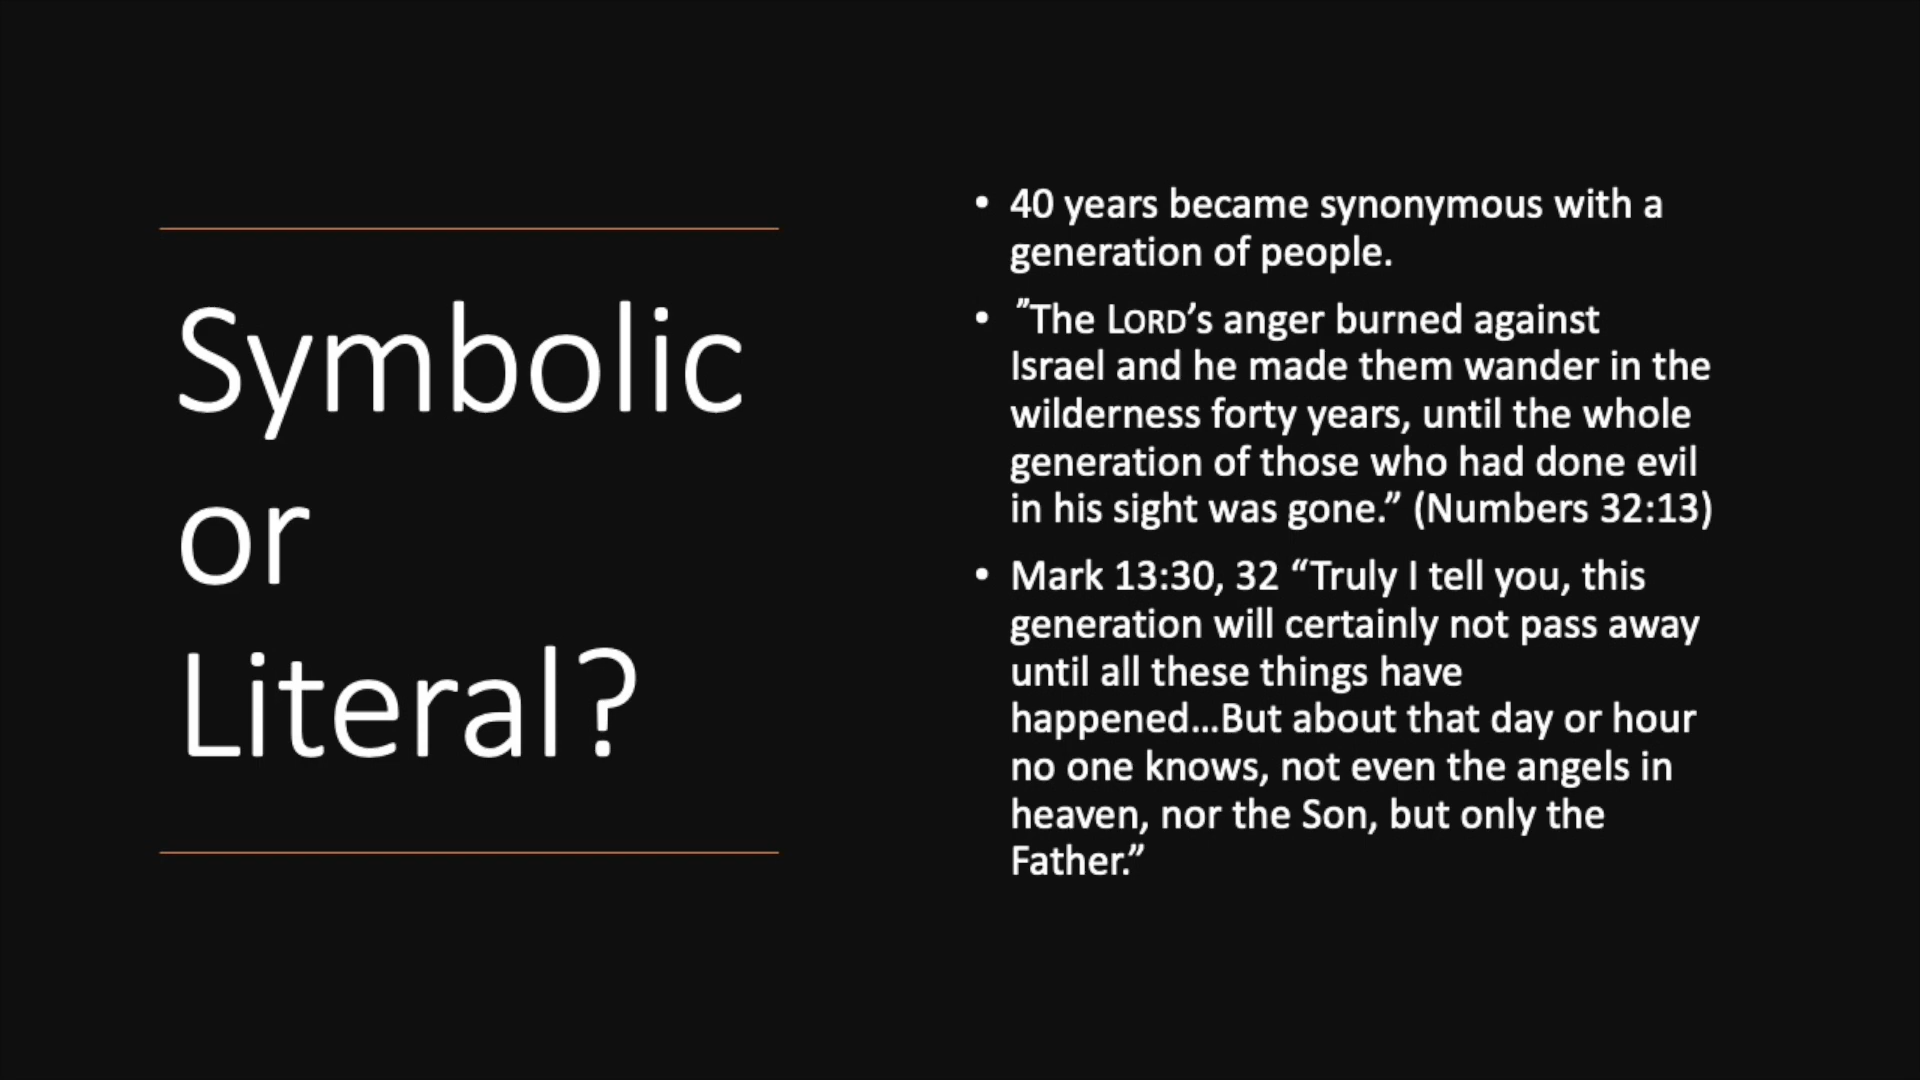 Symbolic
or
Literal?
• 40 years became synonymous with a
generation of people.
• ”The LORD’s anger burned against
Israel and he made them wander in the
wilderness forty years, until the whole
generation of those who had done evil
in his sight was gone.” (Numbers 32:13)
• Mark 13:30, 32 “Truly I tell you, this
generation will certainly not pass away
until all these things have
happened...But about that day or hour
no one knows, not even the angels in
heaven, nor the Son, but only the
Father.”